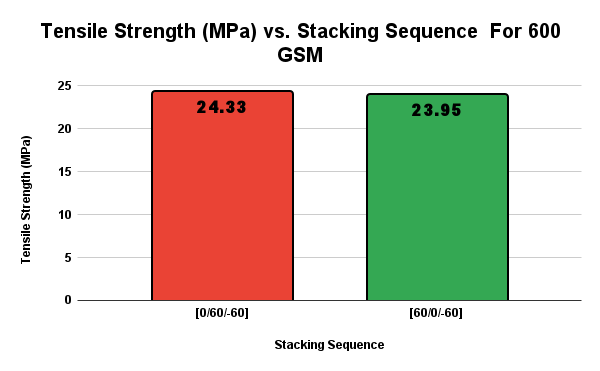 Tensile Strength (MPa) vs. Stacking Sequence  For 600
GSM
25
20
15
10
5
0
Tensile Strength (MPa)
24.33
23.95
[0/60/-60]
[60/0/-60]
Stacking Sequence